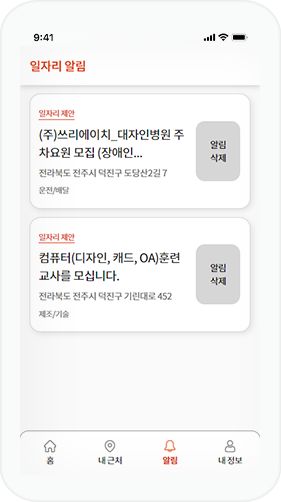 9:41
일자리 알림
일자리 제안
(주)쓰리에이치_대자인병원 주
차요원 모집 (장애인...
전라북도 전주시 덕진구 도당산2길 7
운전/배달
알림
삭제
일자리 제안
컴퓨터(디자인, 캐드, OA)훈련
교사를 모십니다.
전라북도 전주시 덕진구 기린대로 452
제조/기술
알림
삭제
홈
내 근처
알림
내 정보